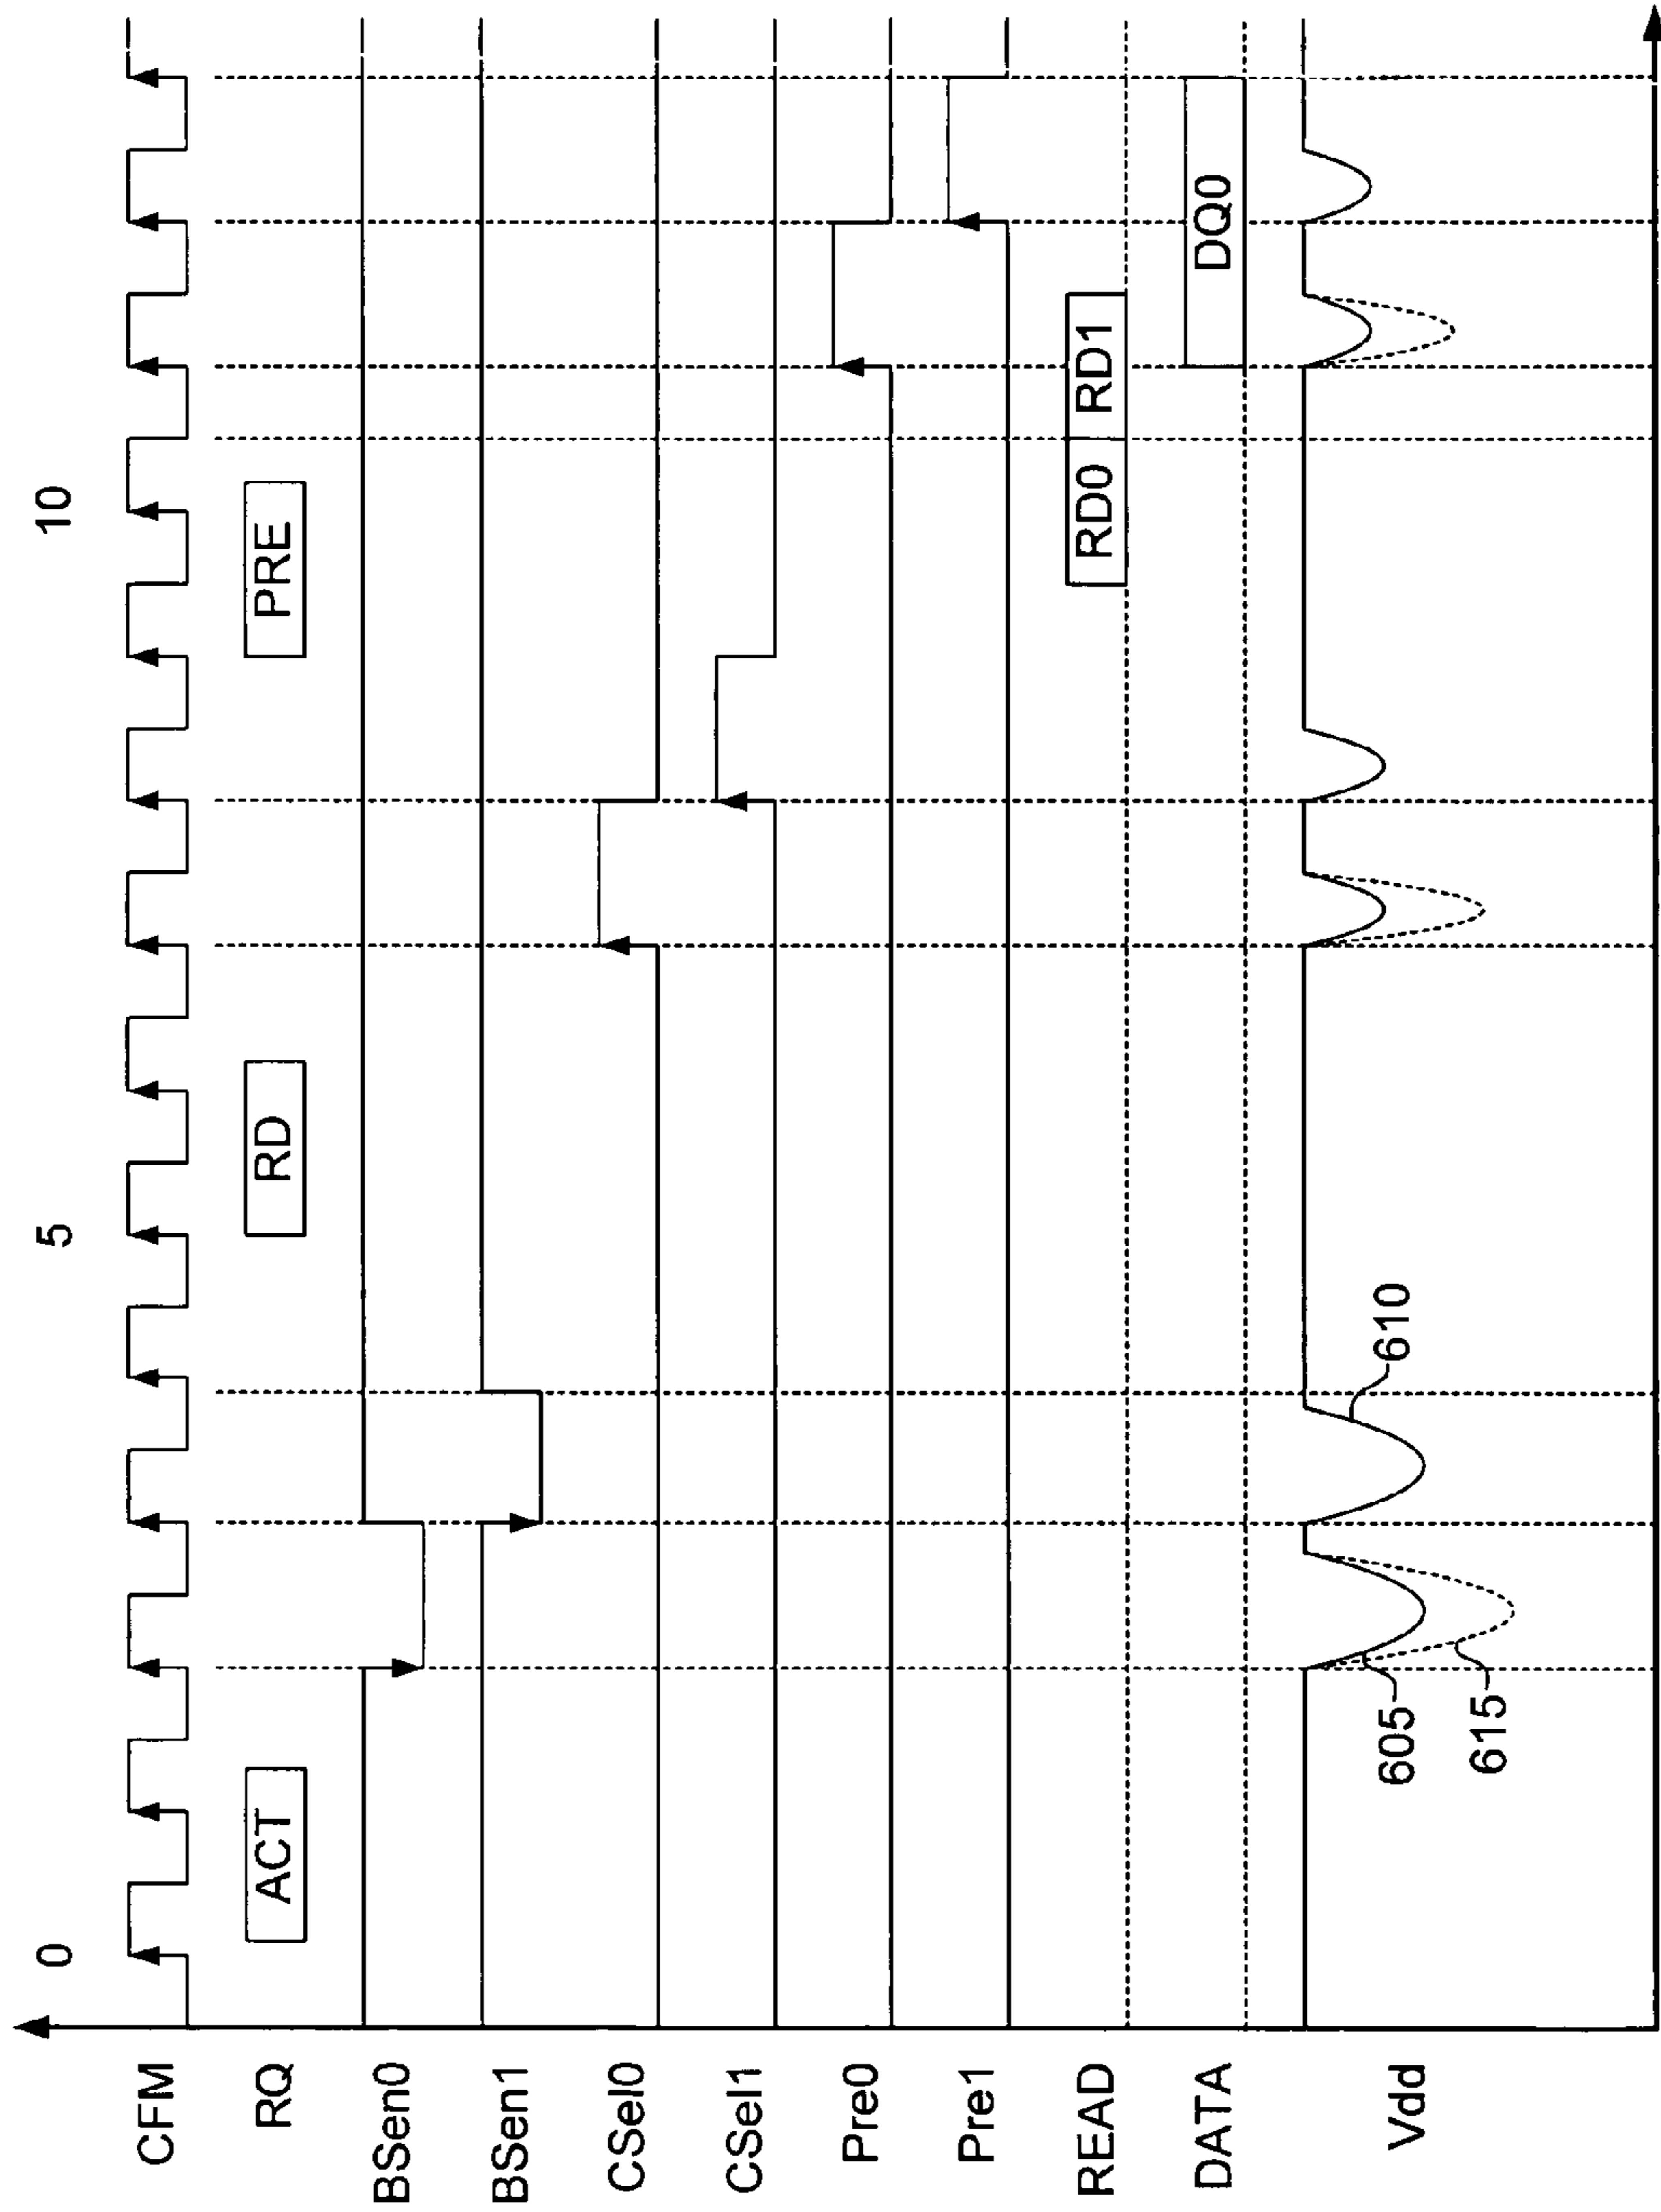 0 5 10
CFM
RQ ACT RD PRE
BSen0
BSen1
CSel0
CSel1
Pre0
Pre1
READ RD0 RD1
DATA DQ0
Vdd
605 610
615